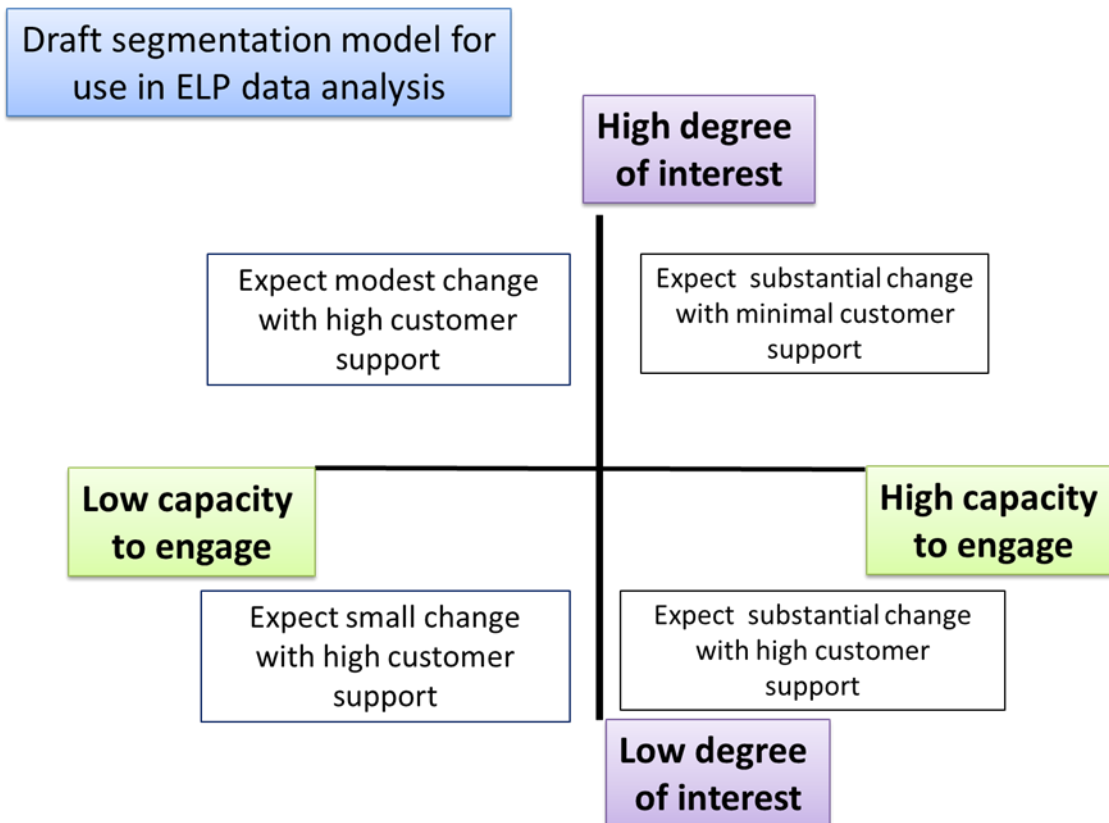 Draft segmentation model for
use in ELP data analysis
High degree
of interest
Expect modest change
with high customer
support
Expect substantial change
with minimal customer
support
Low capacity
to engage
High capacity
to engage
Expect small change
with high customer
support
Expect substantial change
with high customer
support
Low degree
of interest